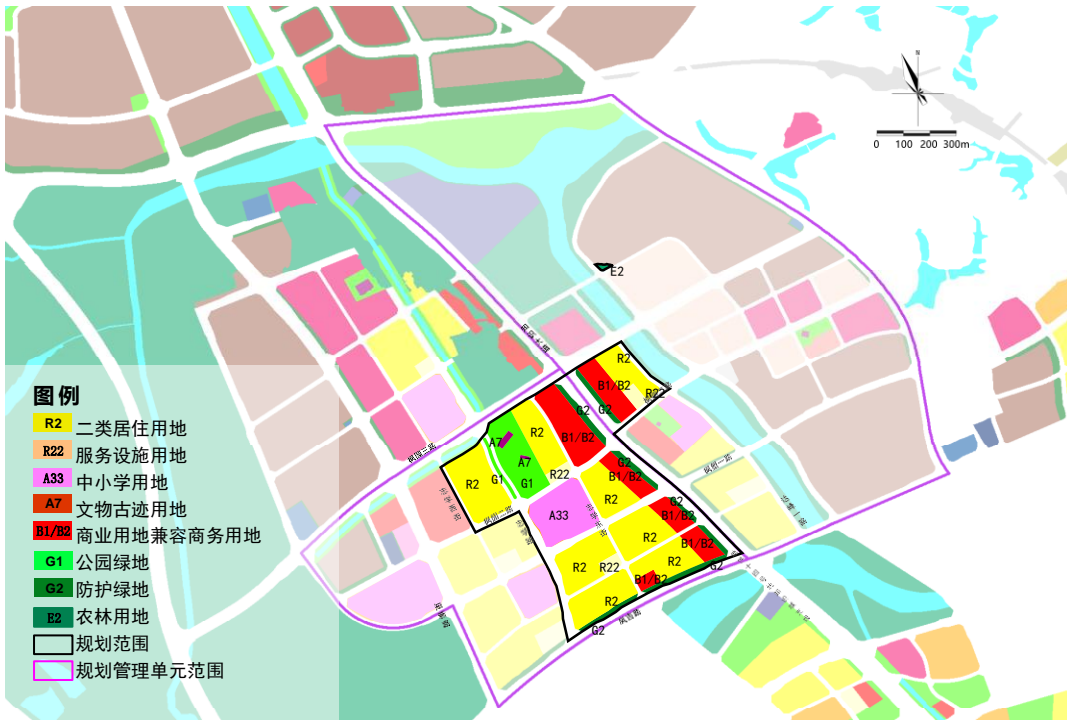 N
0 100 200 300m
E2
R2
B1/B2
R22
G2
G2
R2
A7
B1/B2
A7
G2
R22
B1/B2
R2
G1
G1
G2
R2
A33
B1/B2
R2
B1/B2
R2
R22
R2
G2
B1/B2
R2
G2
图例
R2 二类居住用地
R22 服务设施用地
A33 中小学用地
A7 文物古迹用地
B1/B2 商业用地兼容商务用地
G1 公园绿地
G2 防护绿地
E2 农林用地
规划范围
规划管理单元范围